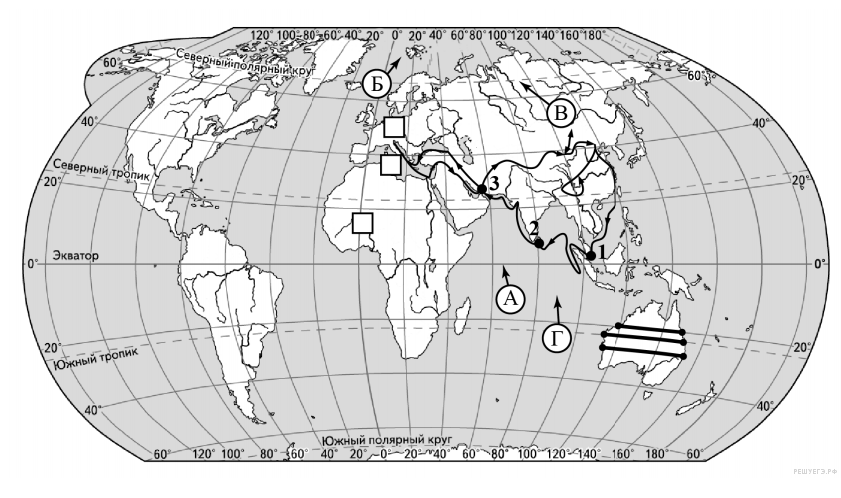 120° 100° 80° 60° 40° 20° 0° 20° 40° 60° 80° 100° 120° 140° 160° 180°
60° Северный полярный круг 60°
Б
В
40° 40°
Северный тропик
20° 20°
3
2
1
Экватор
0° 0°
А
Г
20° 20°
Южный тропик
40° 40°
Южный полярный круг
60° 120° 100° 80° 60° 40° 20° 0° 20° 40° 60° 80° 100° 120° 140° 160° 180° 60°
РЕШУЕГЭ.РФ